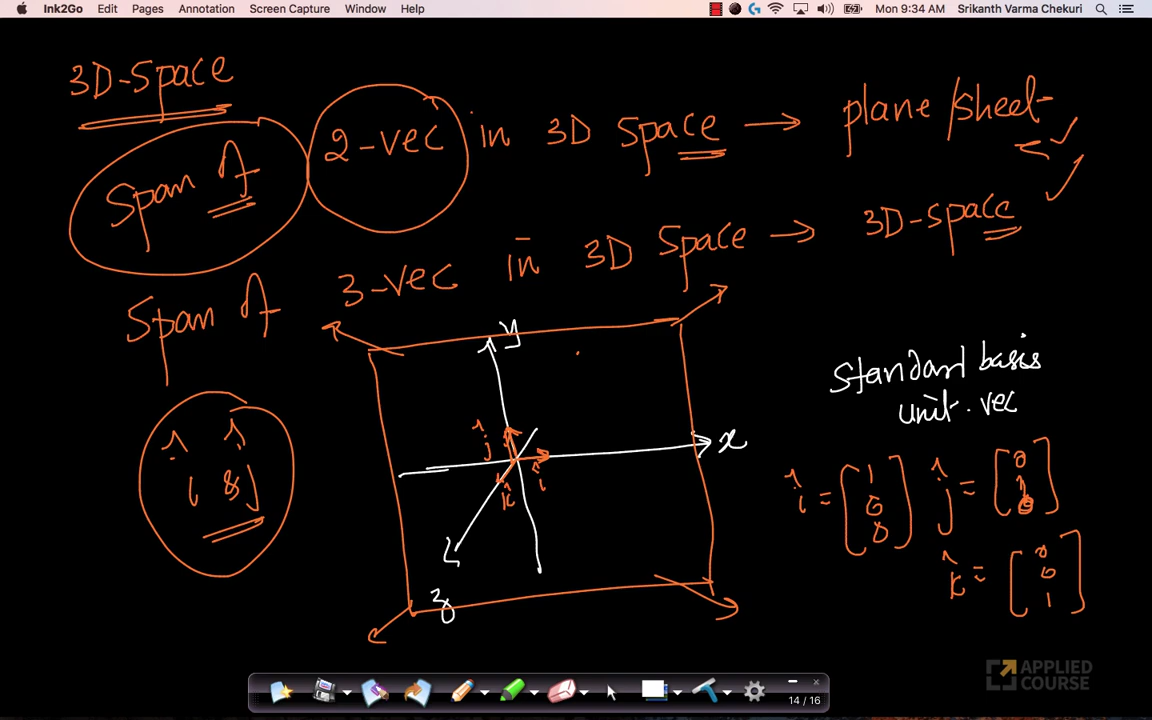 Ink2Go File Edit Pages Annotation Screen Capture Window Help Mon 9:34 AM Srikanth Varma Chekuri
3D-Space
Span of 2-vec in 3D Space → plane/sheet
Span of 3-vec in 3D Space → 3D-space
y
x
z
ĵ
î
k̂
î & ĵ
Standard basis
unit-vec
î = [1 0 0] ĵ = [0 1 0]
k̂ = [0 0 1]
APPLIED
COURSE
14 / 16